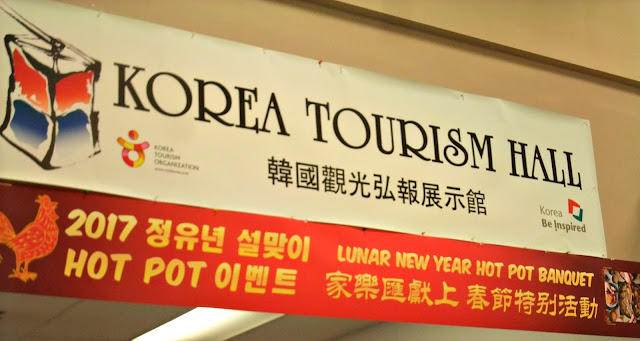 KOREA TOURISM HALL
韓國觀光弘報展示館
KOREA
TOURISM
ORGANIZATION
Korea
Be Inspired
2017 정유년 설맞이
HOT POT 이벤트
LUNAR NEW YEAR HOT POT BANQUET
家樂匯獻上 春節特別活動